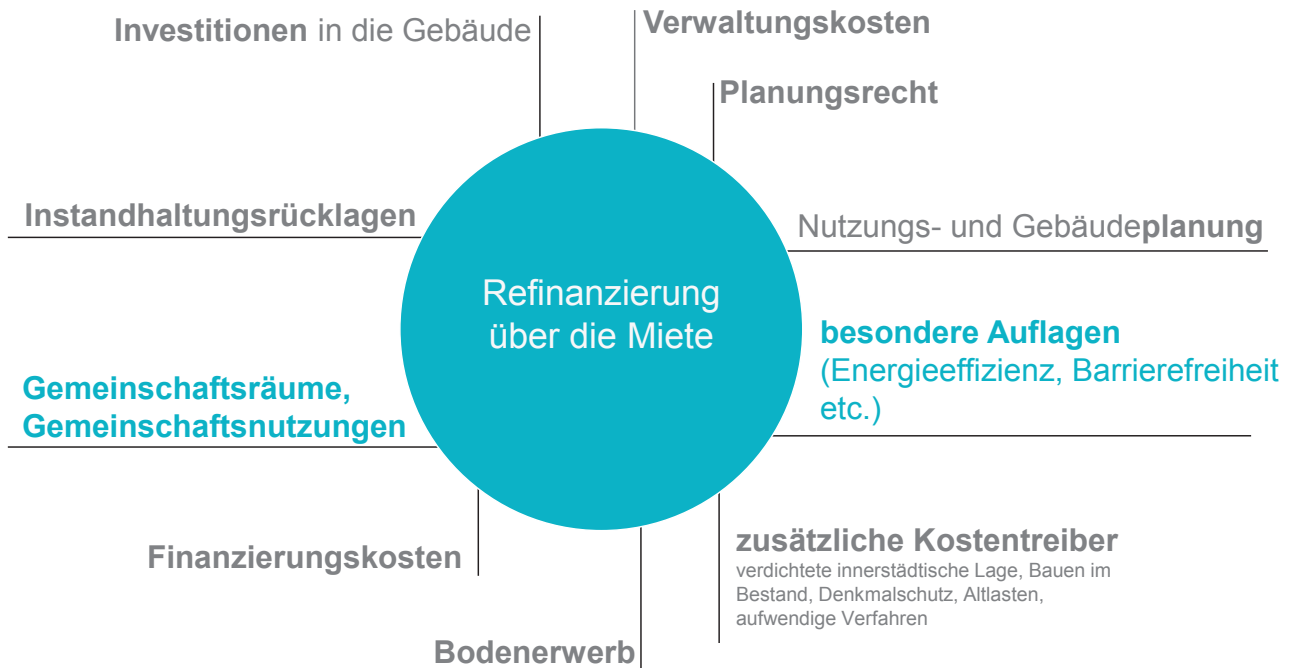 Investitionen in die Gebäude
Verwaltungskosten
Planungsrecht
Instandhaltungsrücklagen
Nutzungs- und Gebäudeplanung
Refinanzierung
über die Miete
besondere Auflagen
(Energieeffizienz, Barrierefreiheit
etc.)
Gemeinschaftsräume,
Gemeinschaftsnutzungen
Finanzierungskosten
zusätzliche Kostentreiber
verdichtete innerstädtische Lage, Bauen im
Bestand, Denkmalschutz, Altlasten,
aufwendige Verfahren
Bodenerwerb